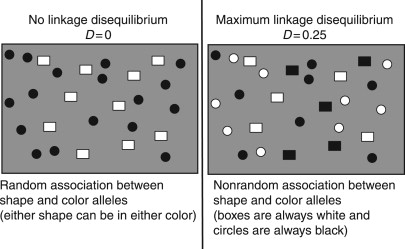 No linkage disequilibrium
D=0
Random association between
shape and color alleles
(either shape can be in either color)
Maximum linkage disequilibrium
D=0.25
Nonrandom association between
shape and color alleles
(boxes are always white and
circles are always black)